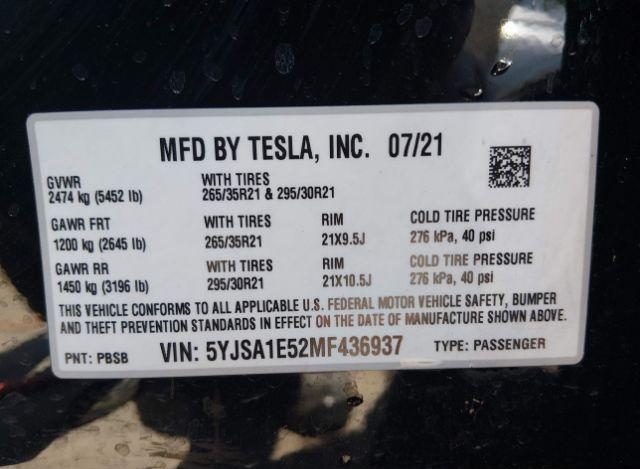 MFD BY TESLA, INC. 07/21
GVWR WITH TIRES
2474 kg (5452 lb) 265/35R21 & 295/30R21
GAWR FRT WITH TIRES RIM COLD TIRE PRESSURE
1200 kg (2645 lb) 265/35R21 21X9.5J 276 kPa, 40 psi
GAWR RR WITH TIRES RIM COLD TIRE PRESSURE
1450 kg (3196 lb) 295/30R21 21X10.5J 276 kPa, 40 psi
THIS VEHICLE CONFORMS TO ALL APPLICABLE U.S. FEDERAL MOTOR VEHICLE SAFETY, BUMPER
AND THEFT PREVENTION STANDARDS IN EFFECT ON THE DATE OF MANUFACTURE SHOWN ABOVE.
PNT: PBSB VIN: 5YJSA1E52MF436937 TYPE: PASSENGER